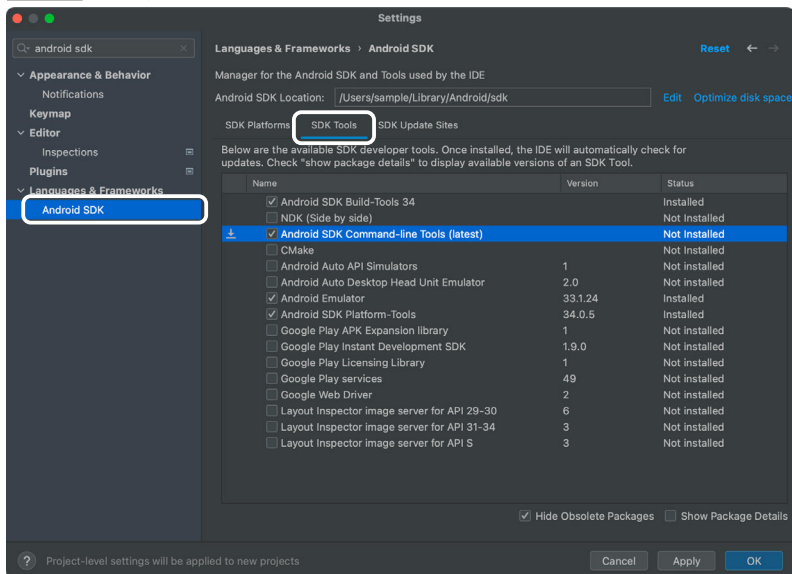 Settings
android sdk
Appearance & Behavior
Notifications
Keymap
Editor
Inspections
Plugins
Languages & Frameworks
Android SDK
Languages & Frameworks › Android SDK
Reset
Manager for the Android SDK and Tools used by the IDE
Android SDK Location: /Users/sample/Library/Android/sdk Edit Optimize disk space
SDK Platforms SDK Tools SDK Update Sites
Below are the available SDK developer tools. Once installed, the IDE will automatically check for
updates. Check "show package details" to display available versions of an SDK Tool.
Name Version Status
Android SDK Build-Tools 34 Installed
NDK (Side by side) Not Installed
Android SDK Command-line Tools (latest) Not Installed
CMake Not Installed
Android Auto API Simulators 1 Not installed
Android Auto Desktop Head Unit Emulator 2.0 Not installed
Android Emulator 33.1.24 Installed
Android SDK Platform-Tools 34.0.5 Installed
Google Play APK Expansion library 1 Not installed
Google Play Instant Development SDK 1.9.0 Not installed
Google Play Licensing Library 1 Not installed
Google Play services 49 Not installed
Google Web Driver 2 Not installed
Layout Inspector image server for API 29-30 6 Not installed
Layout Inspector image server for API 31-34 3 Not installed
Layout Inspector image server for API S 3 Not installed
Hide Obsolete Packages Show Package Details
? Project-level settings will be applied to new projects
Cancel Apply OK